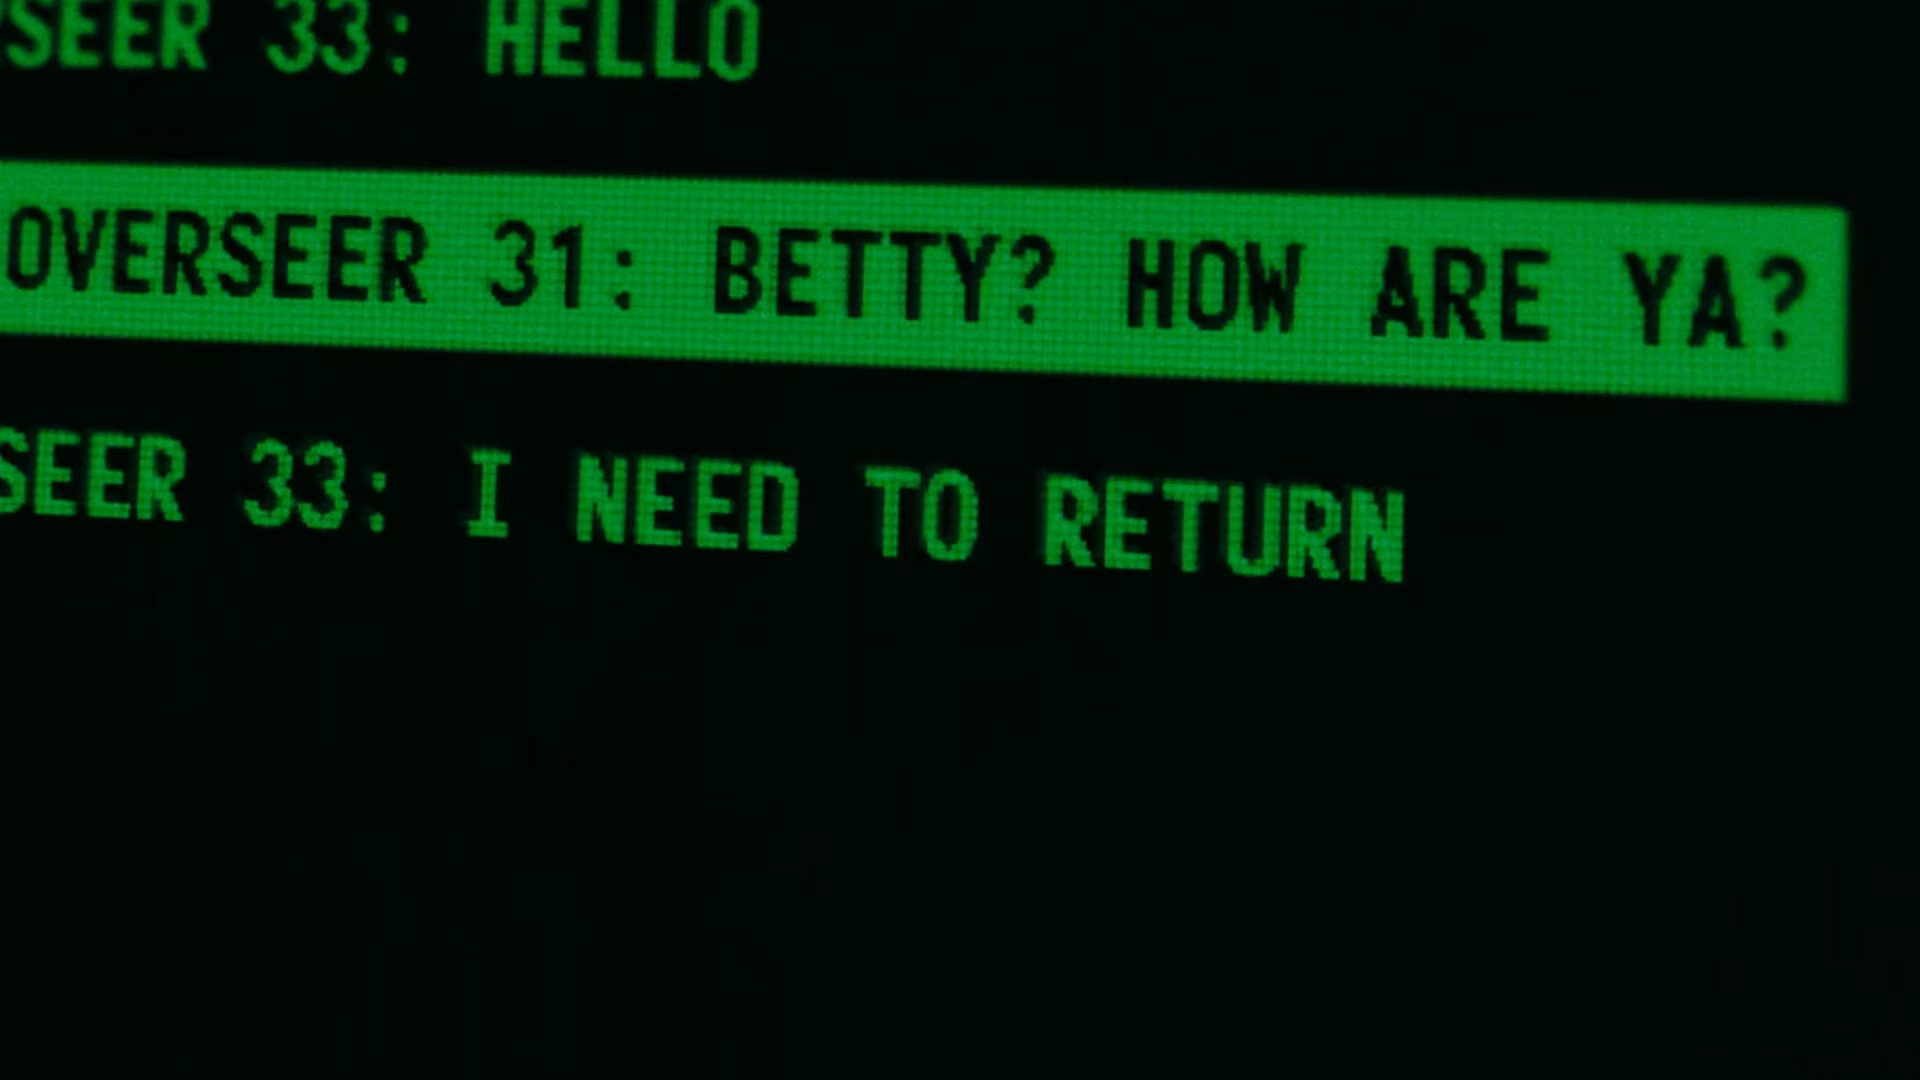 SEER 33: HELLO
OVERSEER 31: BETTY? HOW ARE YA?
SEER 33: I NEED TO RETURN